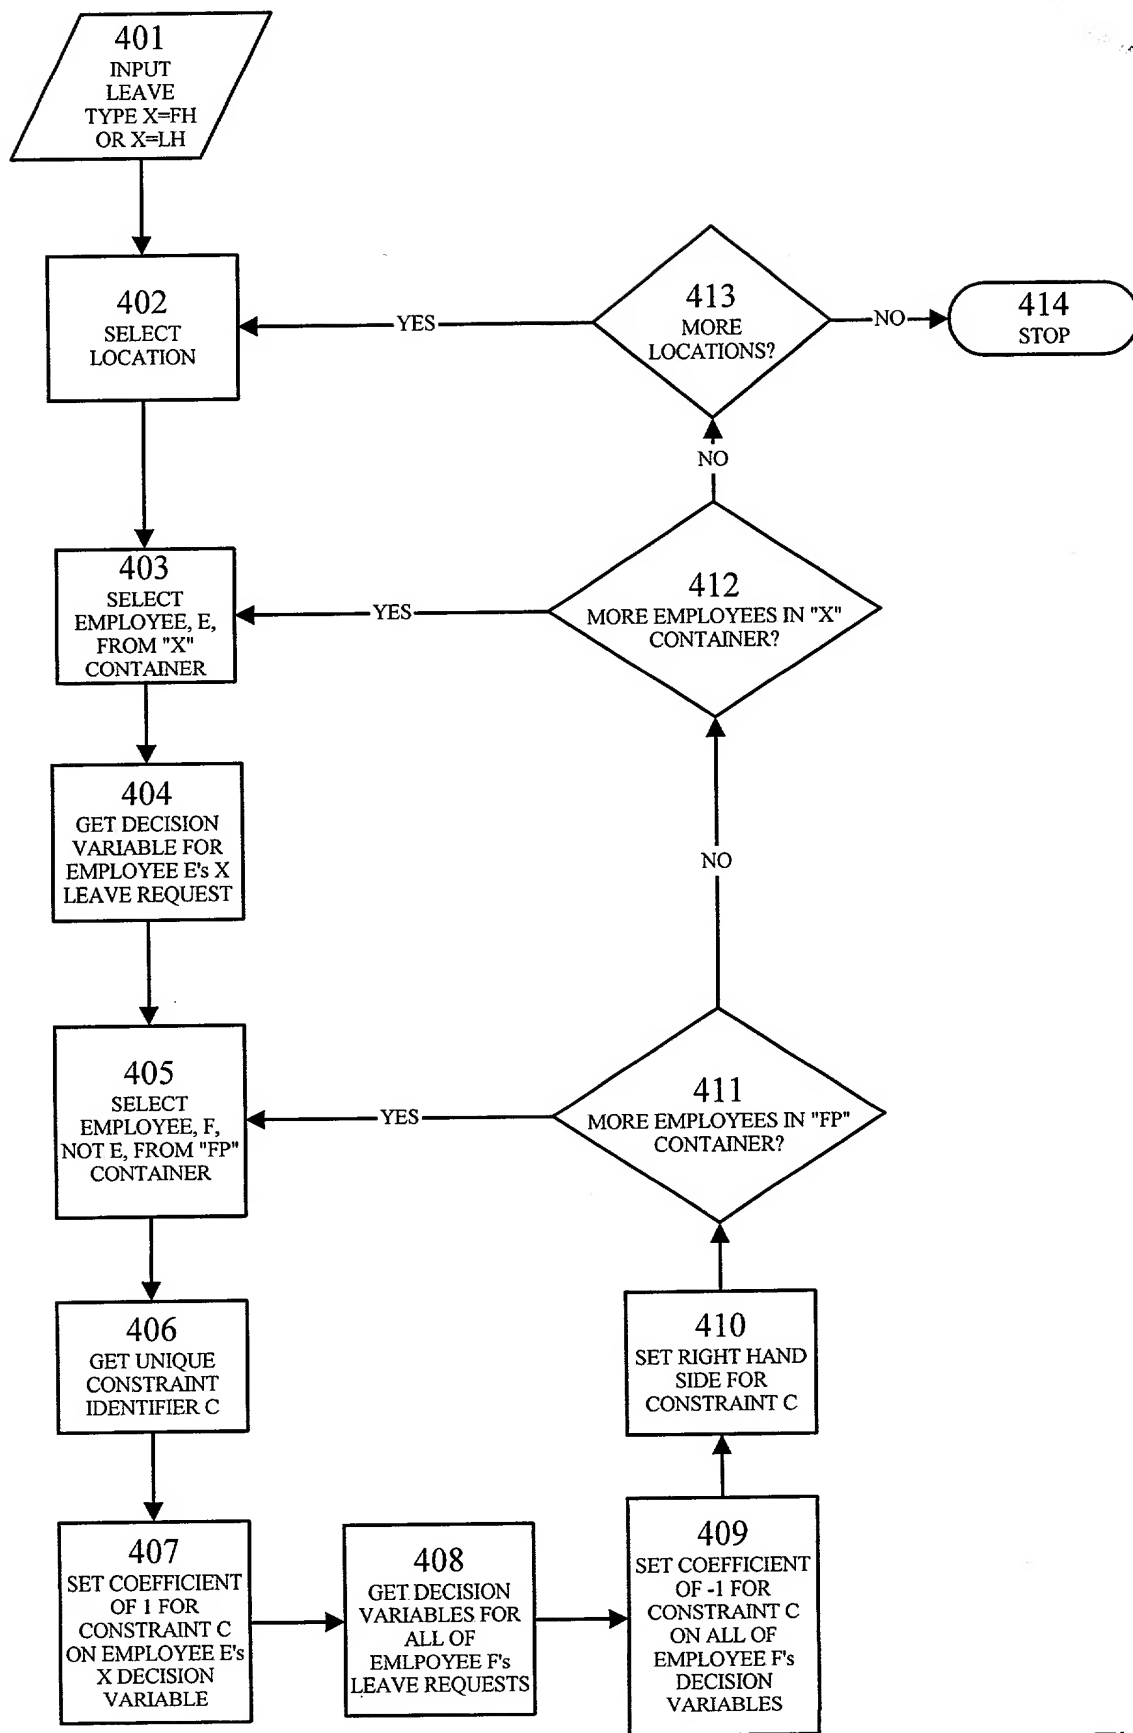 401
INPUT
LEAVE
TYPE X=FH
OR X=LH
402
SELECT
LOCATION
YES
413
MORE
LOCATIONS?
NO
414
STOP
NO
403
SELECT
EMPLOYEE, E,
FROM "X"
CONTAINER
YES
412
MORE EMPLOYEES IN "X"
CONTAINER?
404
GET DECISION
VARIABLE FOR
EMPLOYEE E's X
LEAVE REQUEST
NO
405
SELECT
EMPLOYEE, F,
NOT E, FROM "FP"
CONTAINER
YES
411
MORE EMPLOYEES IN "FP"
CONTAINER?
406
GET UNIQUE
CONSTRAINT
IDENTIFIER C
410
SET RIGHT HAND
SIDE FOR
CONSTRAINT C
407
SET COEFFICIENT
OF 1 FOR
CONSTRAINT C
ON EMPLOYEE E's
X DECISION
VARIABLE
408
GET DECISION
VARIABLES FOR
ALL OF
EMLPOYEE F's
LEAVE REQUESTS
409
SET COEFFICIENT
OF -1 FOR
CONSTRAINT C
ON ALL OF
EMPLOYEE F's
DECISION
VARIABLES